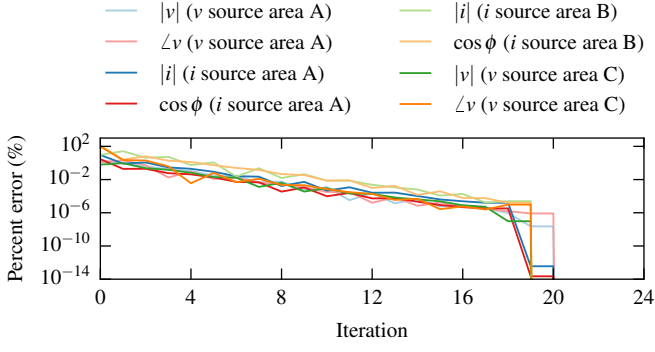 |v| (v source area A)
∠v (v source area A)
|i| (i source area A)
cos ϕ (i source area A)
|i| (i source area B)
cos ϕ (i source area B)
|v| (v source area C)
∠v (v source area C)
Percent error (%)
10²
10⁻²
10⁻⁶
10⁻¹⁰
10⁻¹⁴
0 4 8 12 16 20 24
Iteration